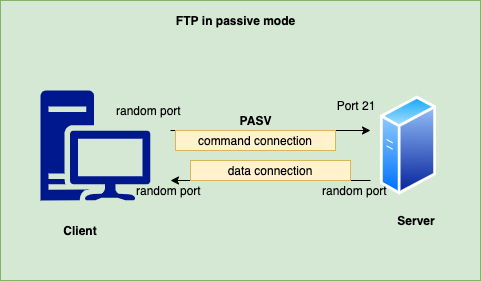 FTP in passive mode
random port
PASV
Port 21
command connection
data connection
random port
random port
Client
Server